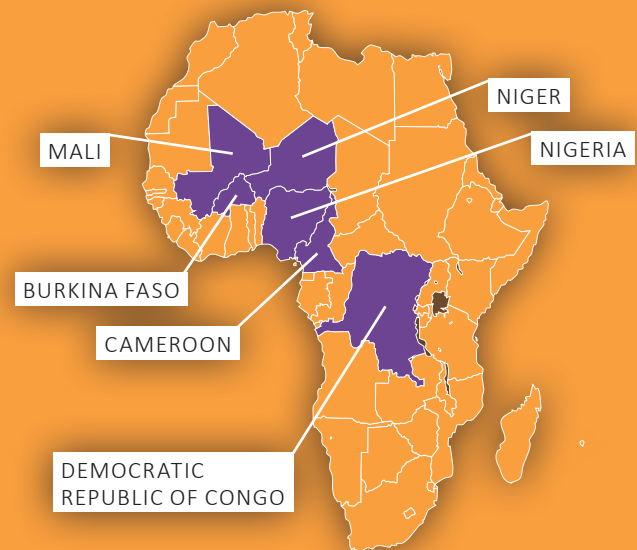 NIGER
MALI
NIGERIA
BURKINA FASO
CAMEROON
DEMOCRATIC
REPUBLIC OF CONGO